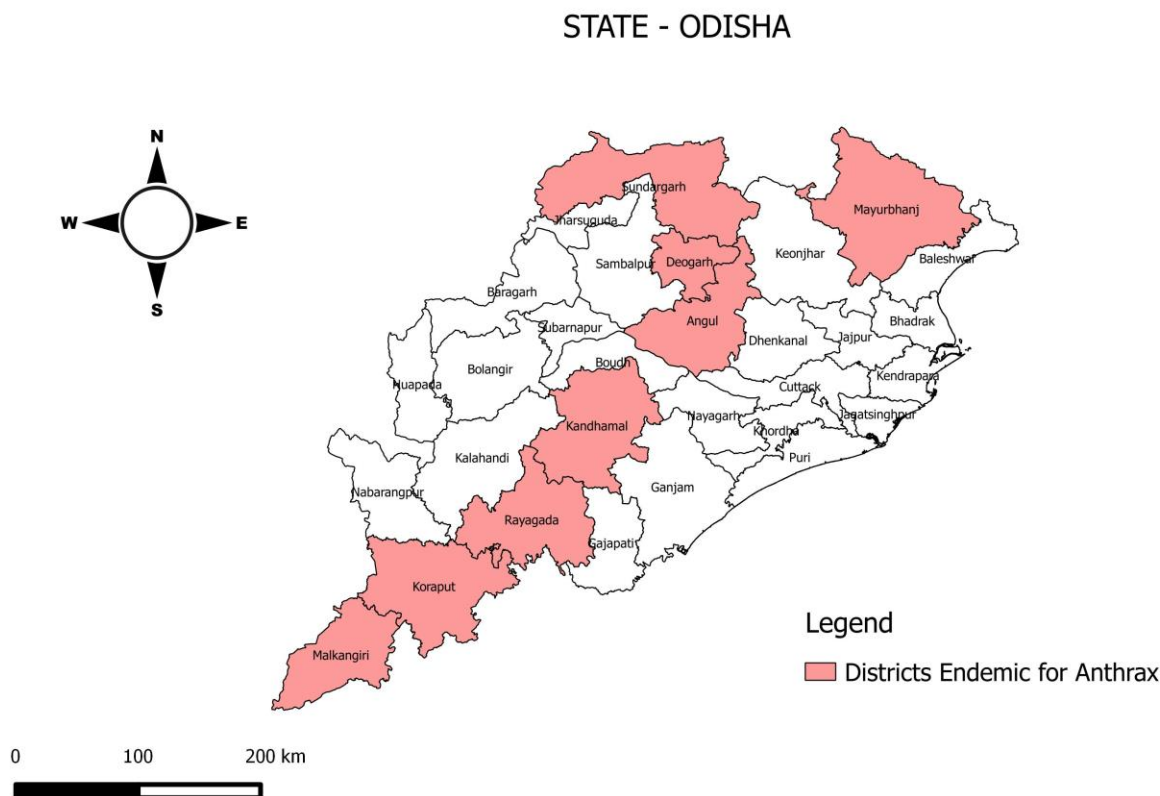 STATE - ODISHA
N
W E
S
Sundargarh
Mayurbhanj
Jharsuguda
Keonjhar
Sambalpur
Deogarh
Baleshwar
Baragarh
Angul
Bhadrak
Subarnapur
Dhenkanal
Jajpur
Bolangir
Boudh
Kendrapara
Nuapada
Cuttack
Nayagarh
Jagatsinghpur
Kandhamal
Khordha
Puri
Kalahandi
Ganjam
Nabarangpur
Rayagada
Gajapati
Koraput
Malkangiri
Legend
Districts Endemic for Anthrax
0 100 200 km